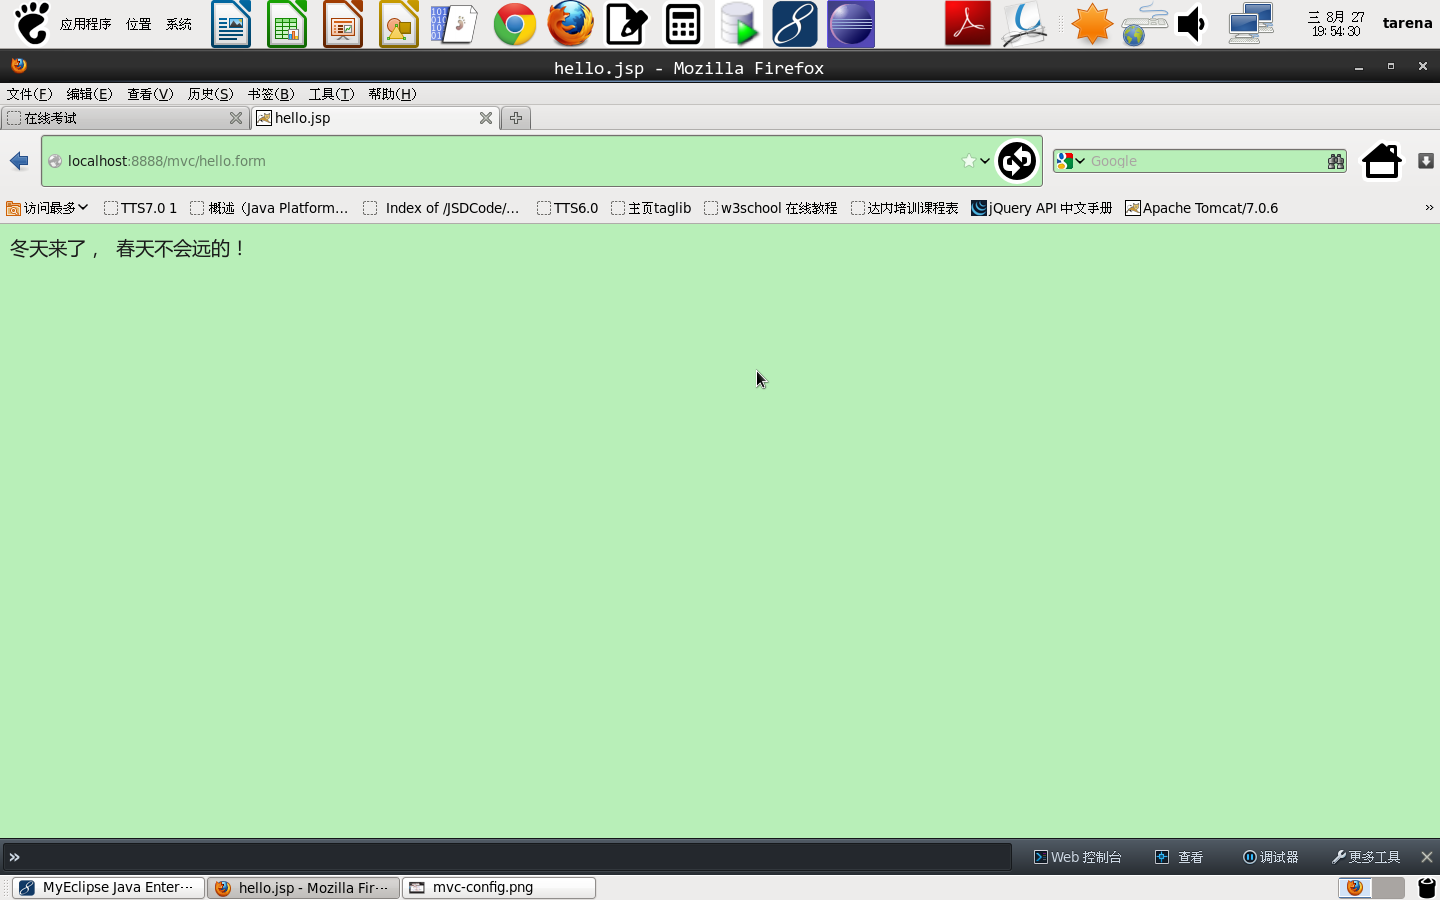 应用程序 位置 系统 三 8月 27 tarena
19:54:30
hello.jsp - Mozilla Firefox
文件(F) 编辑(E) 查看(V) 历史(S) 书签(B) 工具(T) 帮助(H)
在线考试 hello.jsp
localhost:8888/mvc/hello.form Google
访问最多 TTS7.0 1 概述 (Java Platform... Index of /JSDCode/... TTS6.0 主页taglib w3school 在线教程 达内培训课程表 jQuery API 中文手册 Apache Tomcat/7.0.6 »
冬天来了， 春天不会远的！
» Web 控制台 查看 调试器 更多工具
MyEclipse Java Enter··· hello.jsp - Mozilla Fir··· mvc-config.png